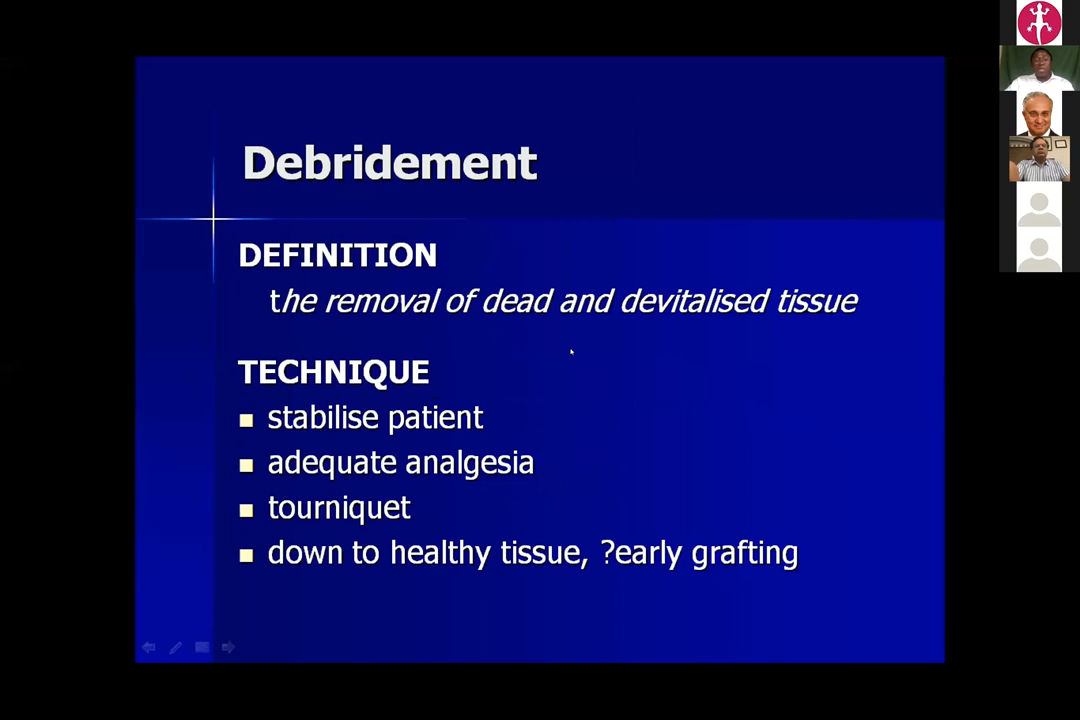 Debridement
DEFINITION
the removal of dead and devitalised tissue
TECHNIQUE
stabilise patient
adequate analgesia
tourniquet
down to healthy tissue, ?early grafting